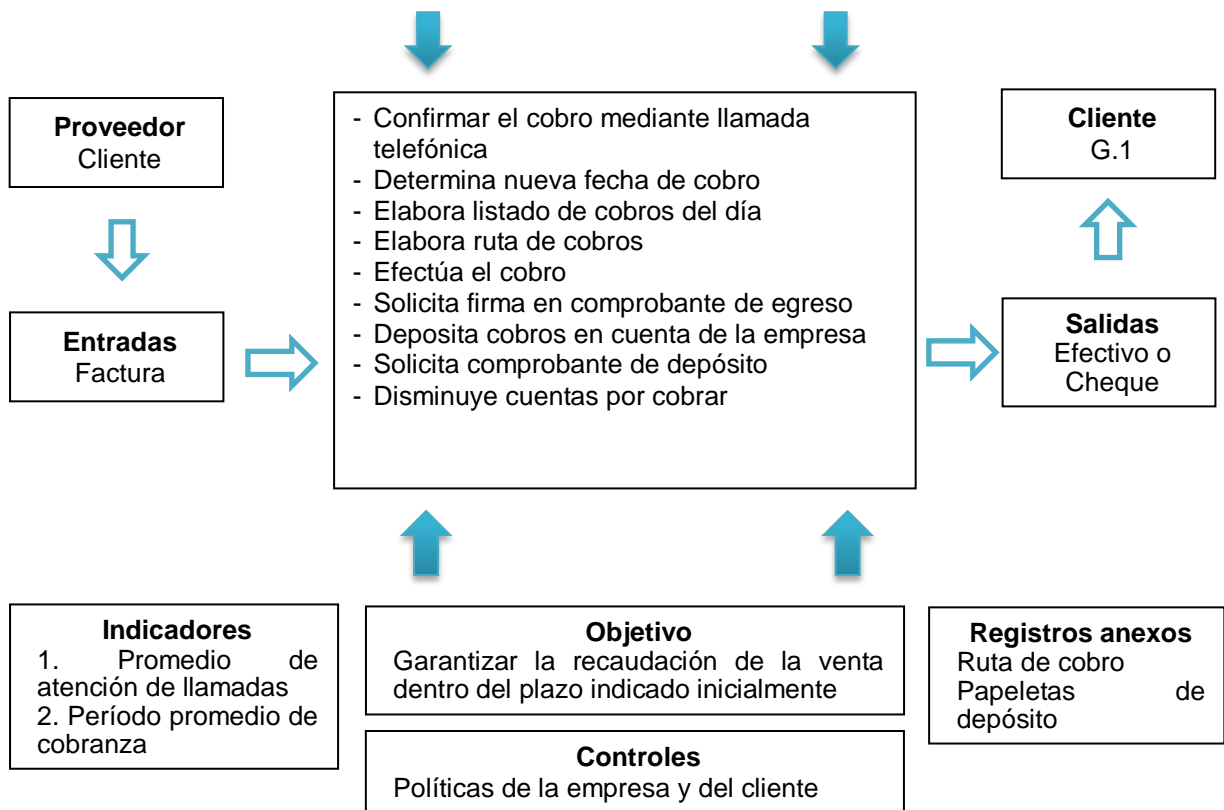 Proveedor
Cliente
Entradas
Factura
- Confirmar el cobro mediante llamada
telefónica
- Determina nueva fecha de cobro
- Elabora listado de cobros del día
- Elabora ruta de cobros
- Efectúa el cobro
- Solicita firma en comprobante de egreso
- Deposita cobros en cuenta de la empresa
- Solicita comprobante de depósito
- Disminuye cuentas por cobrar
Cliente
G.1
Salidas
Efectivo o
Cheque
Indicadores
1. Promedio de
atención de llamadas
2. Período promedio de
cobranza
Objetivo
Garantizar la recaudación de la venta
dentro del plazo indicado inicialmente
Controles
Políticas de la empresa y del cliente
Registros anexos
Ruta de cobro
Papeletas de
depósito